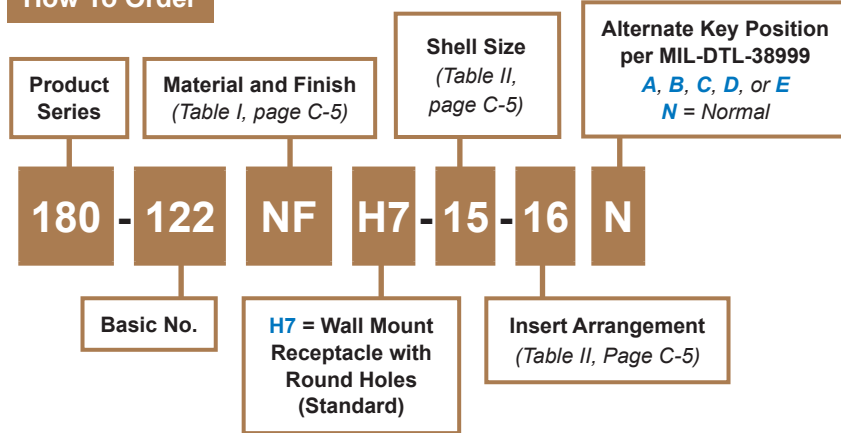 How To Order
Product
Series
Material and Finish
(Table I, page C-5)
Shell Size
(Table II,
page C-5)
Alternate Key Position
per MIL-DTL-38999
A, B, C, D, or E
N = Normal
180 - 122 NF H7 - 15 - 16 N
Basic No.
H7 = Wall Mount
Receptacle with
Round Holes
(Standard)
Insert Arrangement
(Table II, Page C-5)